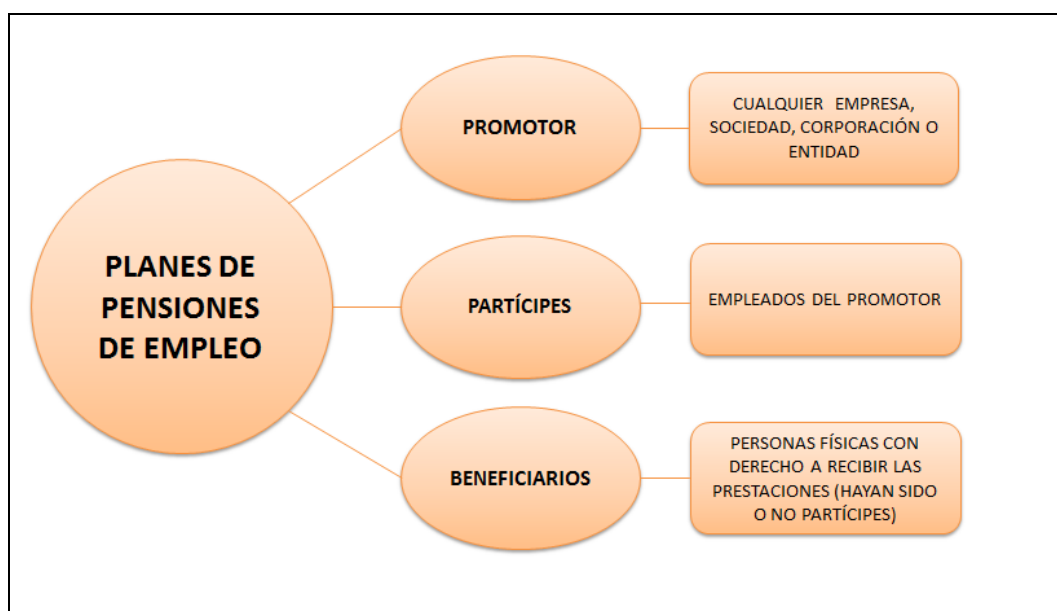 PLANES DE
PENSIONES
DE EMPLEO
PROMOTOR
CUALQUIER EMPRESA,
SOCIEDAD, CORPORACIÓN O
ENTIDAD
PARTÍCIPES
EMPLEADOS DEL PROMOTOR
BENEFICIARIOS
PERSONAS FÍSICAS CON
DERECHO A RECIBIR LAS
PRESTACIONES (HAYAN SIDO
O NO PARTÍCIPES)